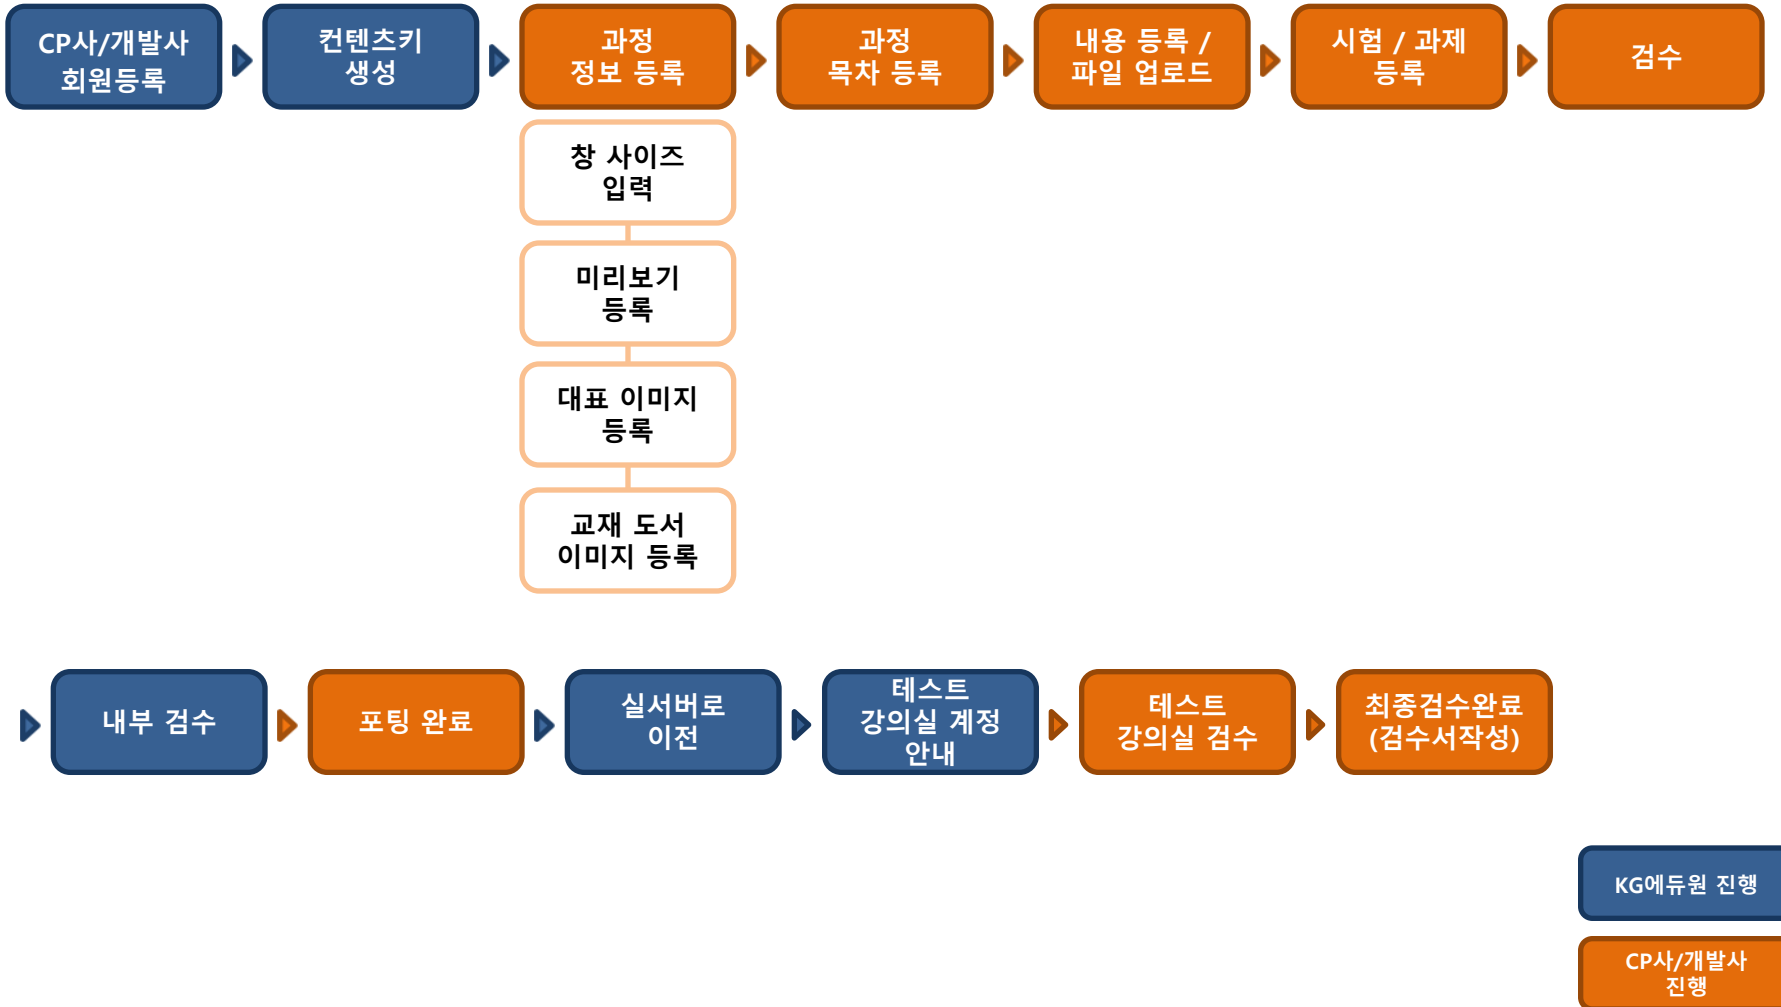 CP사/개발사
회원등록
컨텐츠키
생성
과정
정보 등록
과정
목차 등록
내용 등록 /
파일 업로드
시험 / 과제
등록
검수
창 사이즈
입력
미리보기
등록
대표 이미지
등록
교재 도서
이미지 등록
내부 검수
포팅 완료
실서버로
이전
테스트
강의실 계정
안내
테스트
강의실 검수
최종검수완료
(검수서작성)
KG에듀원 진행
CP사/개발사
진행